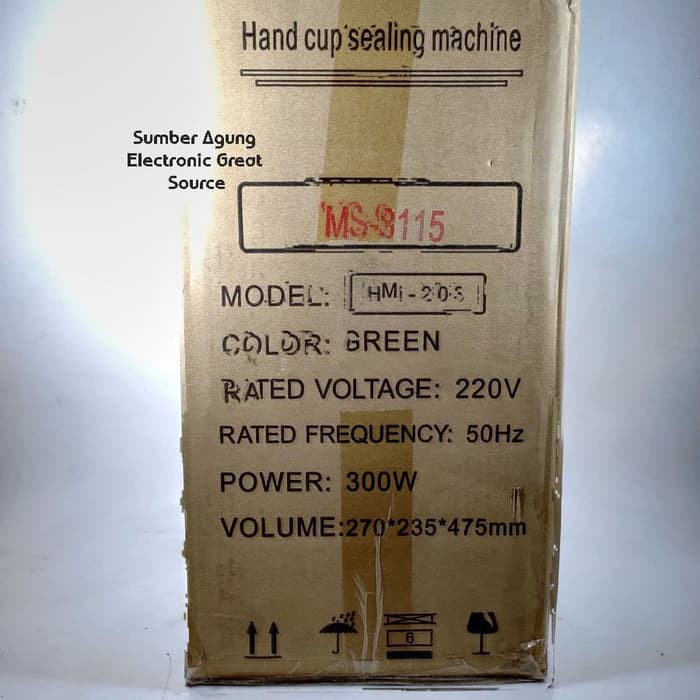 Hand cup sealing machine
Sumber Agung
Electronic Great
Source
MS-8115
MODEL: HMi-208
COLOR: GREEN
RATED VOLTAGE: 220V
RATED FREQUENCY: 50Hz
POWER: 300W
VOLUME:270*235*475mm
6